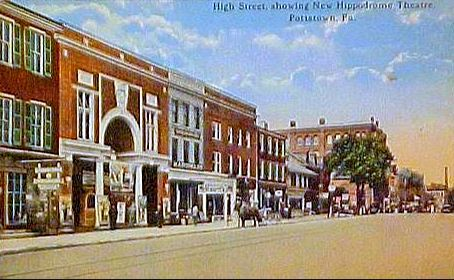 High Street, showing New Hippodrome Theatre,
Pottstown, Pa.